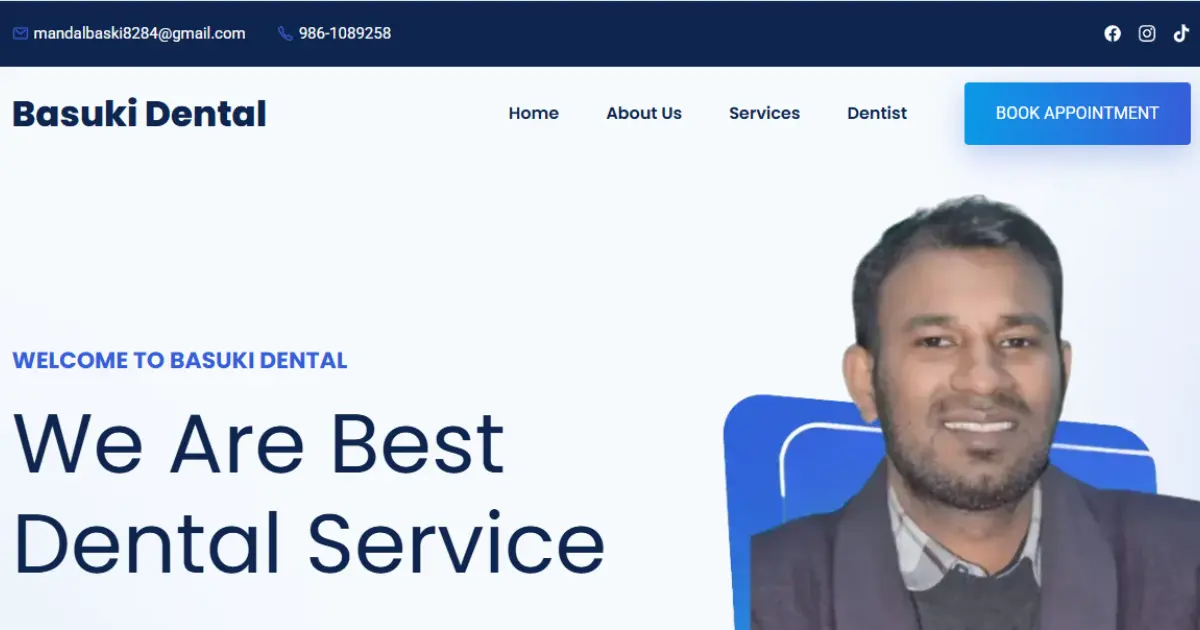 mandalbaski8284@gmail.com 986-1089258
Basuki Dental Home About Us Services Dentist BOOK APPOINTMENT
WELCOME TO BASUKI DENTAL
We Are Best
Dental Service